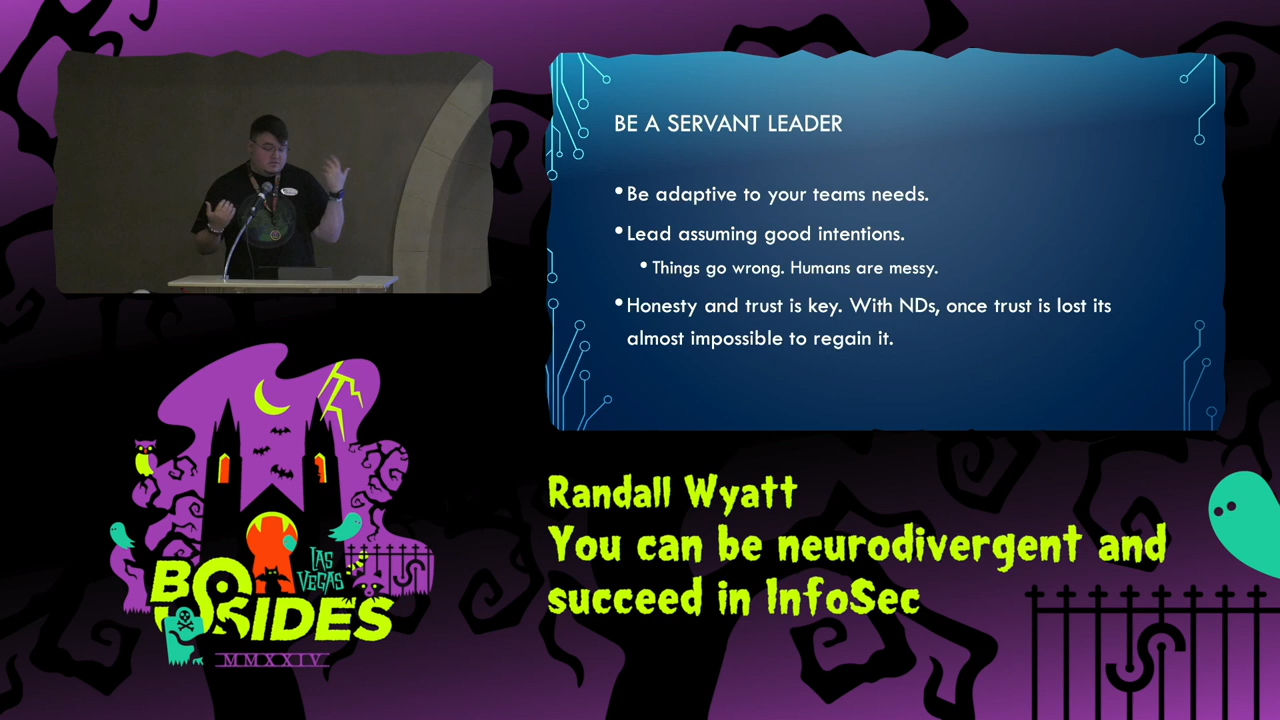 BE A SERVANT LEADER
•Be adaptive to your teams needs.
•Lead assuming good intentions.
•Things go wrong. Humans are messy.
•Honesty and trust is key. With NDs, once trust is lost its
almost impossible to regain it.
LAS
VEGAS
BSIDES
MMXXIV
Randall Wyatt
You can be neurodivergent and
succeed in InfoSec